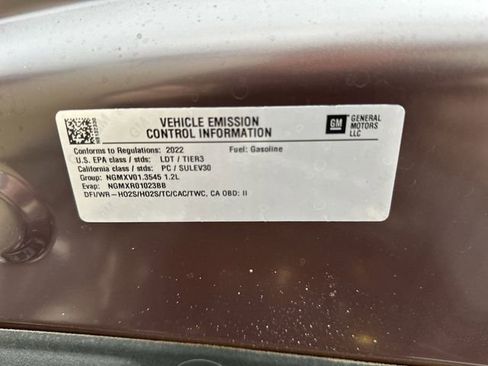 VEHICLE EMISSION
CONTROL INFORMATION
GM
GENERAL
MOTORS
LLC
Conforms to Regulations: 2022 Fuel: Gasoline
U.S. EPA class / stds: LDT / TIER3
California class / stds: PC / SULEV30
Group: NGMXV01.3545 1.2L
Evap: NGMXR0102388
DFI/WR-HO2S/HO2S/TC/CAC/TWC, CA OBD: II